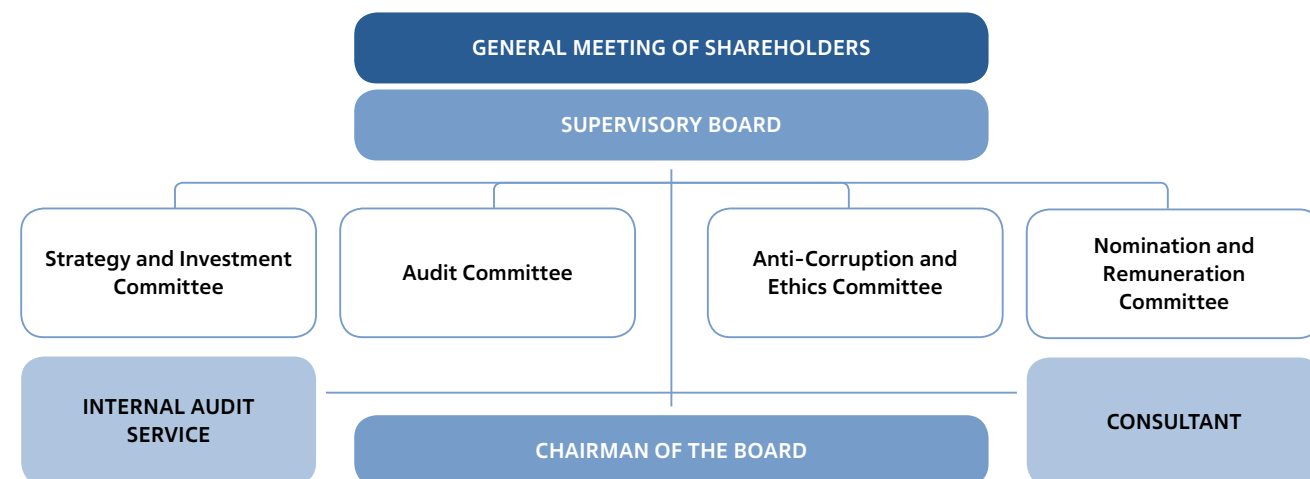 GENERAL MEETING OF SHAREHOLDERS
SUPERVISORY BOARD
Strategy and Investment
Committee
Audit Committee
Anti-Corruption and
Ethics Committee
Nomination and
Remuneration
Committee
INTERNAL AUDIT
SERVICE
CONSULTANT
CHAIRMAN OF THE BOARD